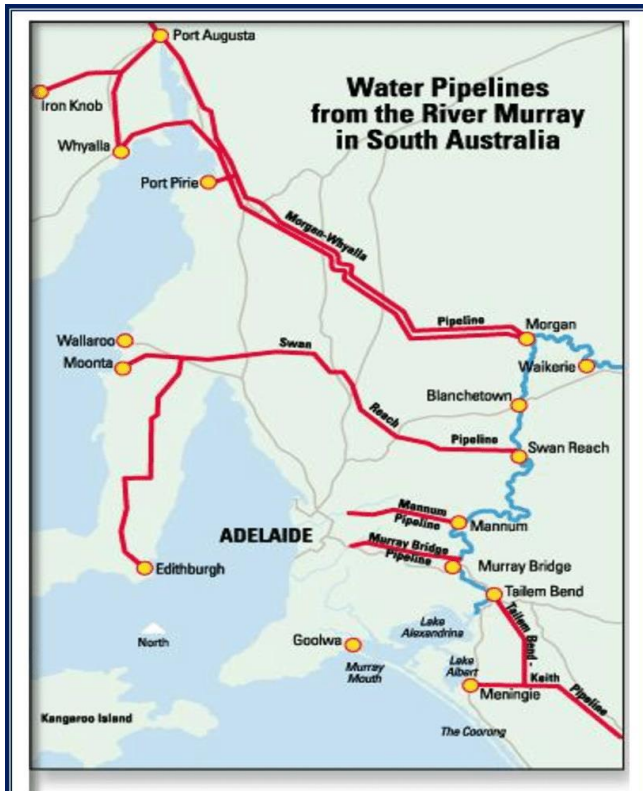 Port Augusta
Water Pipelines
from the River Murray
in South Australia
Iron Knob
Whyalla
Port Pirie
Morgan-Whyalla
Pipeline
Morgan
Wallaroo
Swan
Moonta
Waikerie
Blanchetown
Reach
Pipeline
Swan Reach
Mannum
Pipeline
Mannum
ADELAIDE
Murray Bridge
Pipeline
Murray Bridge
Edithburgh
Tailem Bend
Lake
Alexandrina
Tailem Bend -
North
Goolwa
Murray
Mouth
Lake
Albert
Keith
Meningie
Pipeline
Kangaroo Island
The Coorong